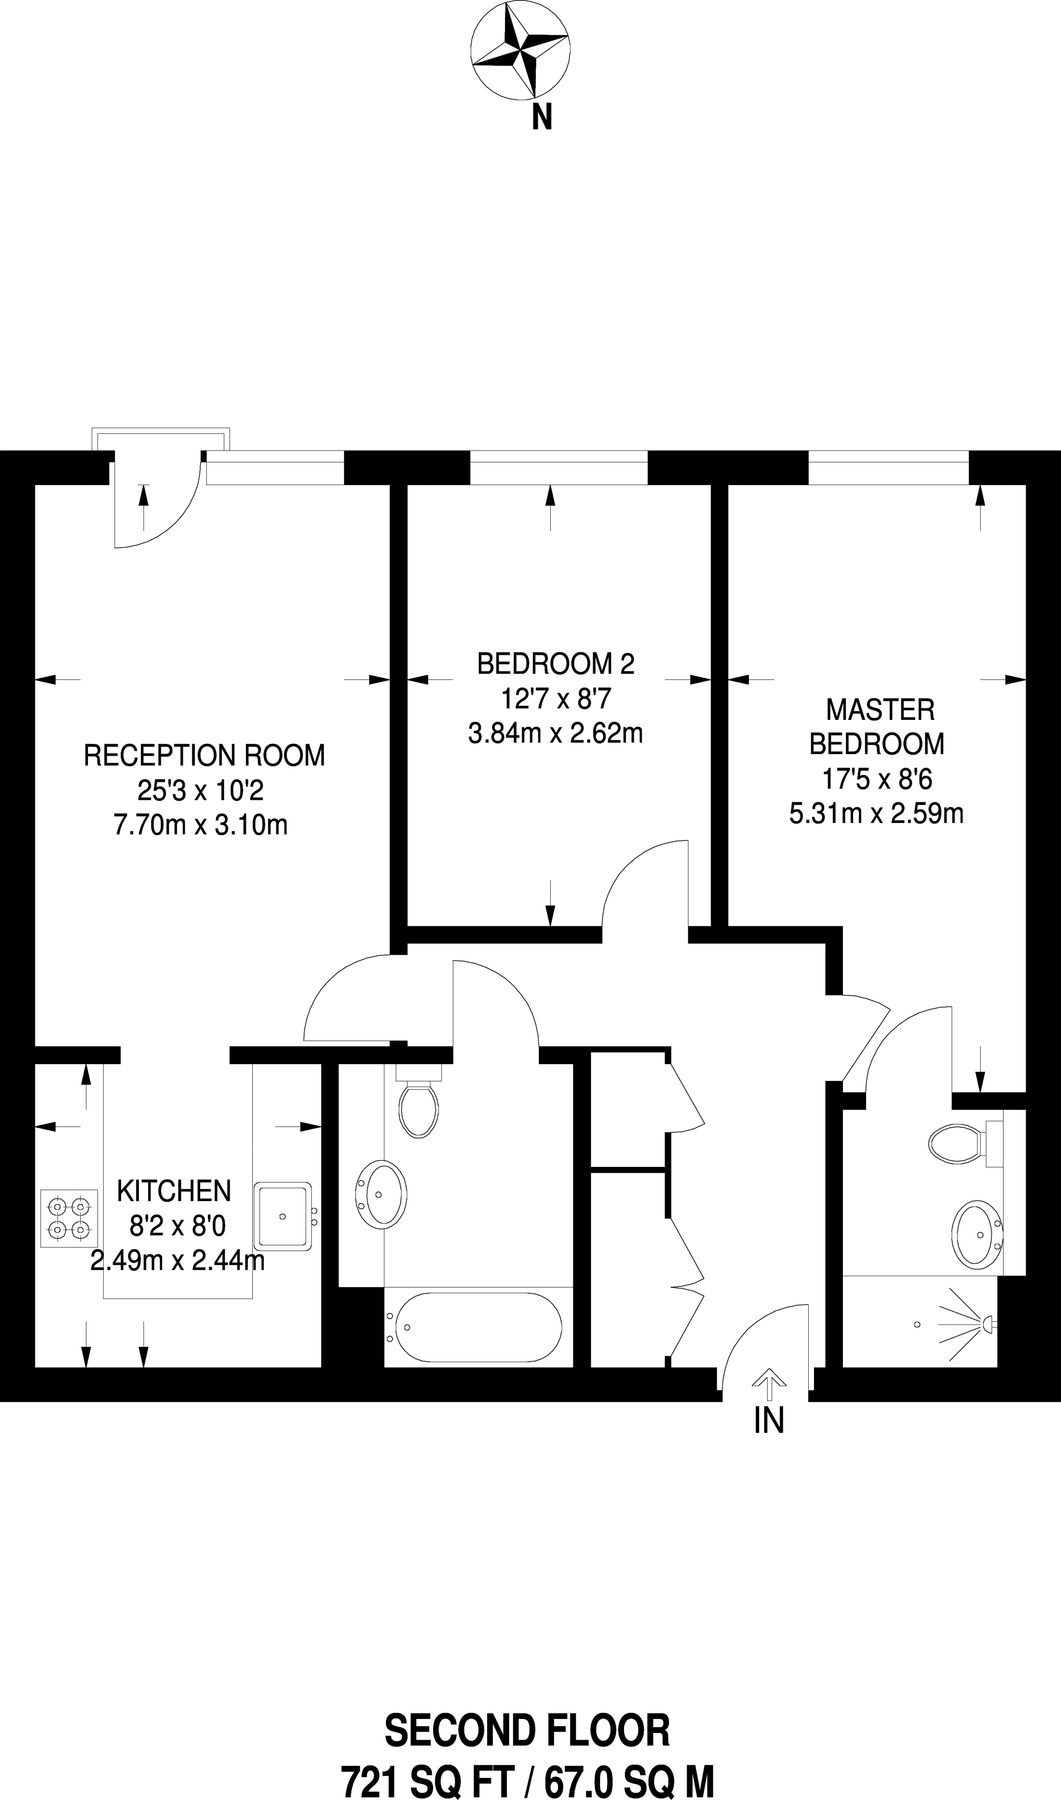 N
BEDROOM 2
12'7 x 8'7
3.84m x 2.62m
MASTER
BEDROOM
17'5 x 8'6
5.31m x 2.59m
RECEPTION ROOM
25'3 x 10'2
7.70m x 3.10m
KITCHEN
8'2 x 8'0
2.49m x 2.44m
IN
SECOND FLOOR
721 SQ FT / 67.0 SQ M